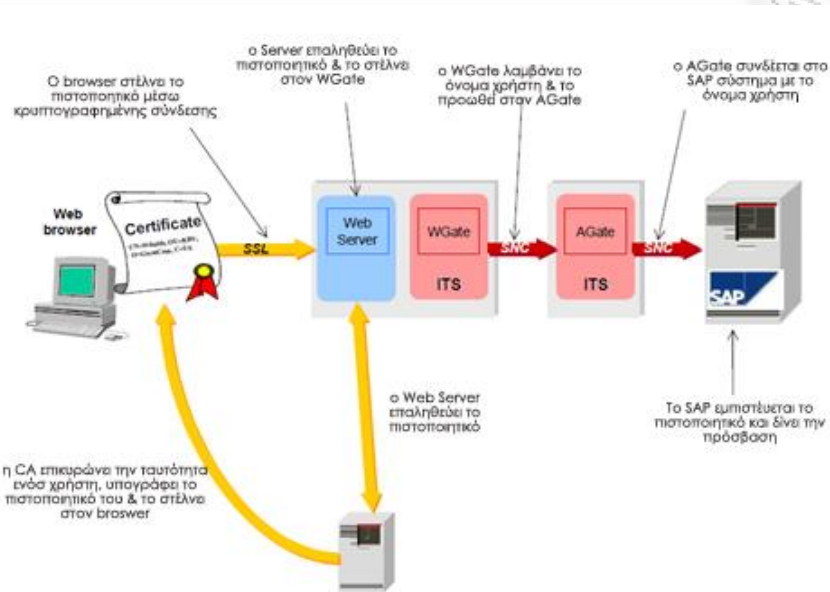 ο Server επαληθεύει το
πιστοποιητικό & το στέλνει
στον WGate
Ο browser στέλνει το
πιστοποιητικό μέσω
κρυπτογραφημένης σύνδεσης
ο WGate λαμβάνει το
όνομα χρήστη & το
προωθεί σταν AGate
ο AGate συνδέεται στο
SAP σύστημα με το
όνομα χρήστη
Web
browser
Certificate
SSL
Web
Server
WGate
ITS
SNC
AGate
ITS
SNC
SAP
ο Web Server
επαληθεύει το
πιστοποιητικό
Το SAP εμπιστέυεται το
πιστοποιητικό και δίνει την
πρόσβαση
η CA επικυρώνει την ταυτότητα
ενόσ χρήστη, υπογράφει το
πιστοποιητικό του & το στέλνει
στον broswer